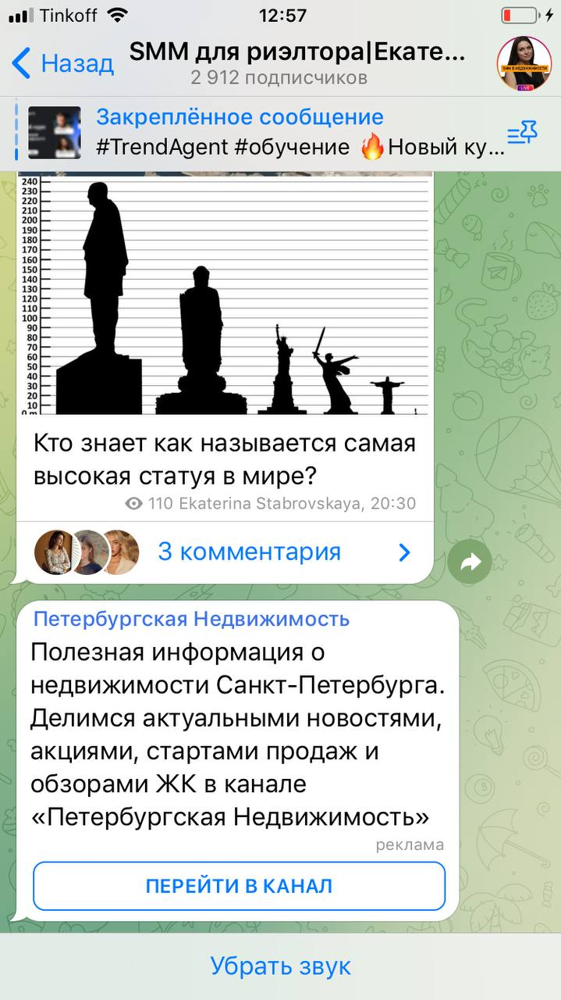 Tinkoff
12:57
Назад
SMM для риэлтора|Екате...
2 912 подписчиков
SMM В НЕДВИЖИМОСТИ
LIVE
Закреплённое сообщение
#TrendAgent #обучение 🔥Новый ку...
240
230
220
210
200
190
180
170
160
150
140
130
120
110
100
90
80
70
60
50
40
30
20
10
0 m
Кто знает как называется самая
высокая статуя в мире?
110 Ekaterina Stabrovskaya, 20:30
3 комментария
Петербургская Недвижимость
Полезная информация о
недвижимости Санкт-Петербурга.
Делимся актуальными новостями,
акциями, стартами продаж и
обзорами ЖК в канале
«Петербургская Недвижимость»
реклама
ПЕРЕЙТИ В КАНАЛ
Убрать звук